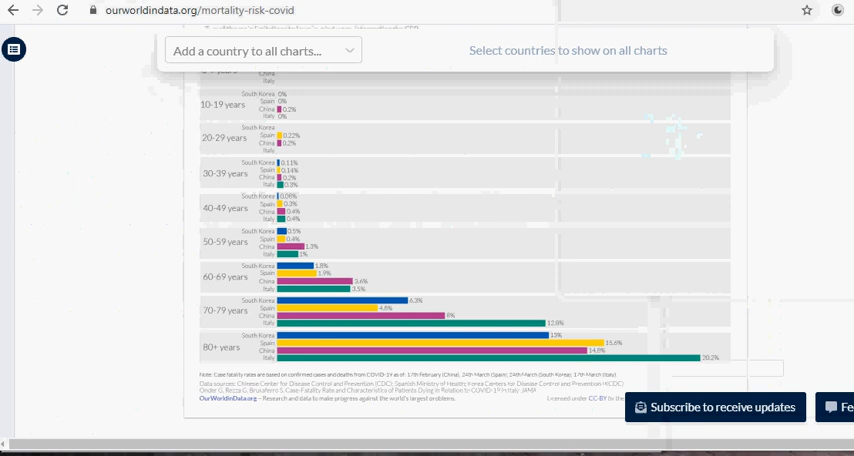 ourworldindata.org/mortality-risk-covid
Add a country to all charts...
Select countries to show on all charts
China
Italy
10-19 years
South Korea 0%
Spain 0%
China 0.2%
Italy 0%
20-29 years
South Korea
Spain 0.22%
China 0.2%
Italy
30-39 years
South Korea 0.11%
Spain 0.14%
China 0.2%
Italy 0.3%
40-49 years
South Korea 0.08%
Spain 0.3%
China 0.4%
Italy 0.4%
50-59 years
South Korea 0.5%
Spain 0.4%
China 1.3%
Italy 1%
60-69 years
South Korea 1.8%
Spain 1.9%
China 3.6%
Italy 3.5%
70-79 years
South Korea 6.3%
Spain 4.8%
China 8%
Italy 12.8%
80+ years
South Korea 13%
Spain 15.6%
China 14.8%
Italy 20.2%
Note: Case fatality rates are based on confirmed cases and deaths from COVID-19 as of: 17th February (China), 24th March (Spain), 24th March (South Korea), 17th March (Italy).
Data sources: Chinese Center for Disease Control and Prevention (CDC); Spanish Ministry of Health; Korea Centers for Disease Control and Prevention (KCDC)
Onder G, Rezza G, Brusaferro S. Case-Fatality Rate and Characteristics of Patients Dying in Relation to COVID-19 in Italy. JAMA
OurWorldinData.org – Research and data to make progress against the world's largest problems.
Licensed under CC-BY by the
Subscribe to receive updates
Fe